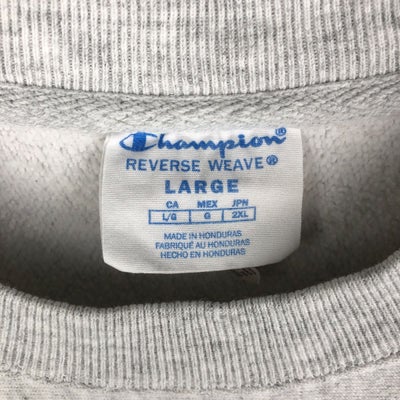 Champion®
REVERSE WEAVE®
LARGE
CA MEX JPN
L/G G 2XL
MADE IN HONDURAS
FABRIQUÉ AU HONDURAS
HECHO EN HONDURAS